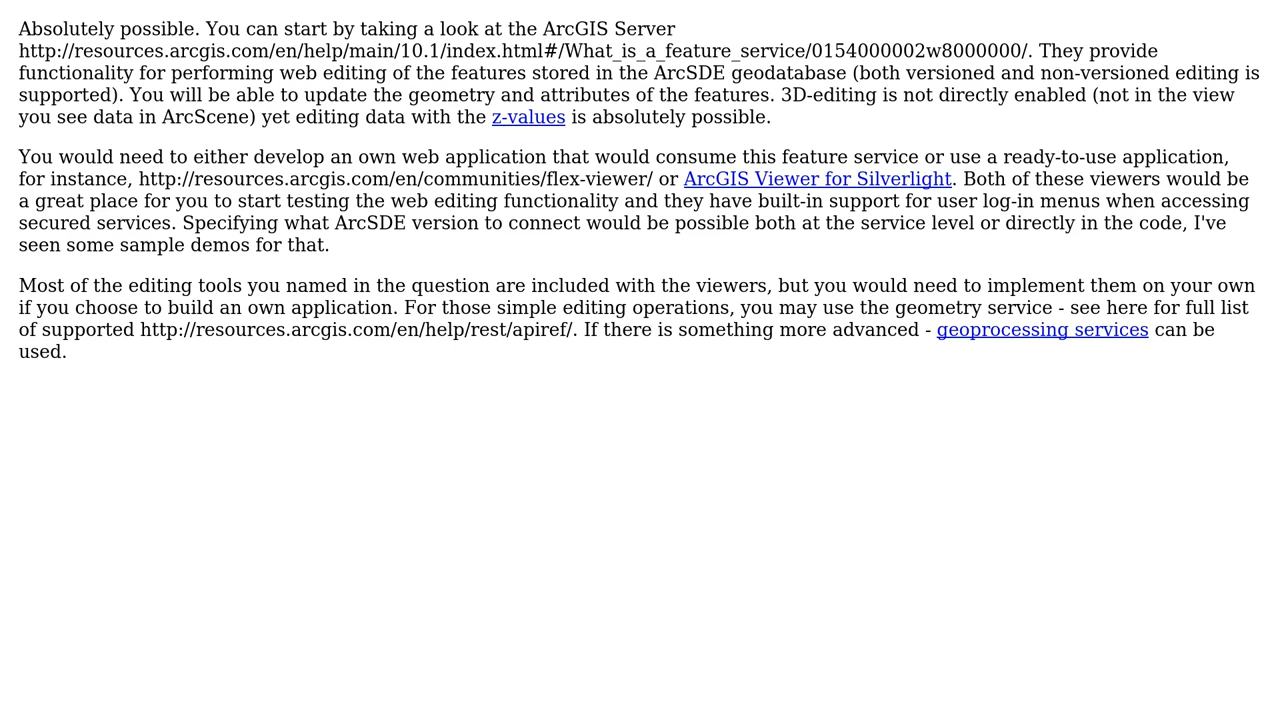 Absolutely possible. You can start by taking a look at the ArcGIS Server
http://resources.arcgis.com/en/help/main/10.1/index.html#/What_is_a_feature_service/0154000002w8000000/. They provide
functionality for performing web editing of the features stored in the ArcSDE geodatabase (both versioned and non-versioned editing is
supported). You will be able to update the geometry and attributes of the features. 3D-editing is not directly enabled (not in the view
you see data in ArcScene) yet editing data with the z-values is absolutely possible.
You would need to either develop an own web application that would consume this feature service or use a ready-to-use application,
for instance, http://resources.arcgis.com/en/communities/flex-viewer/ or ArcGIS Viewer for Silverlight. Both of these viewers would be
a great place for you to start testing the web editing functionality and they have built-in support for user log-in menus when accessing
secured services. Specifying what ArcSDE version to connect would be possible both at the service level or directly in the code, I've
seen some sample demos for that.
Most of the editing tools you named in the question are included with the viewers, but you would need to implement them on your own
if you choose to build an own application. For those simple editing operations, you may use the geometry service - see here for full list
of supported http://resources.arcgis.com/en/help/rest/apiref/. If there is something more advanced - geoprocessing services can be
used.